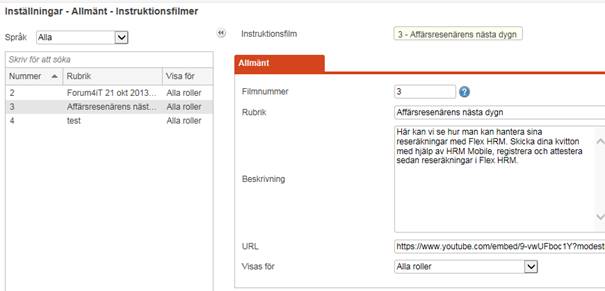 Inställningar - Allmänt - Instruktionsfilmer
Språk Alla
Skriv för att söka
Nummer Rubrik Visa för
2 Forum4iT 21 okt 2013... Alla roller
3 Affärsresenärens näst... Alla roller
4 test Alla roller
Instruktionsfilm 3 - Affärsresenärens nästa dygn
Allmänt
Filmnummer 3 ?
Rubrik Affärsresenärens nästa dygn
Beskrivning
Här kan vi se hur man kan hantera sina
reseräkningar med Flex HRM. Skicka dina kvitton
med hjälp av HRM Mobile, registrera och attestera
sedan reseräkningar i Flex HRM.
URL https://www.youtube.com/embed/9-vwUFboc1Y?modest
Visas för Alla roller